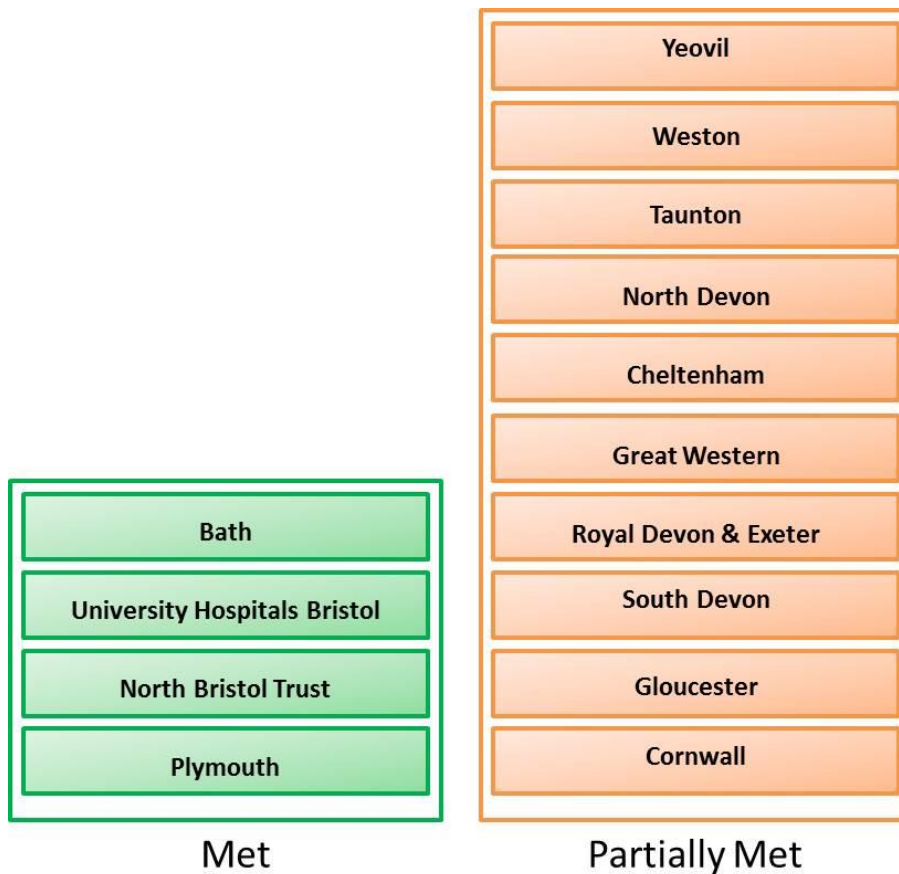 Bath
University Hospitals Bristol
North Bristol Trust
Plymouth
Met
Yeovil
Weston
Taunton
North Devon
Cheltenham
Great Western
Royal Devon & Exeter
South Devon
Gloucester
Cornwall
Partially Met